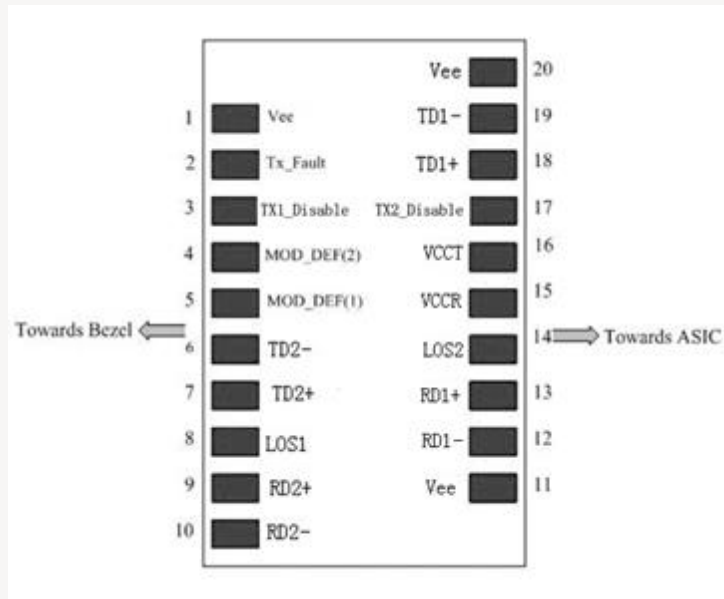 Vee 20
1 Vee TD1- 19
2 Tx_Fault TD1+ 18
3 TX1_Disable TX2_Disable 17
4 MOD_DEF(2) VCCT 16
5 MOD_DEF(1) VCCR 15
Towards Bezel
6 TD2- LOS2 14
Towards ASIC
7 TD2+ RD1+ 13
8 LOS1 RD1- 12
9 RD2+ Vee 11
10 RD2-